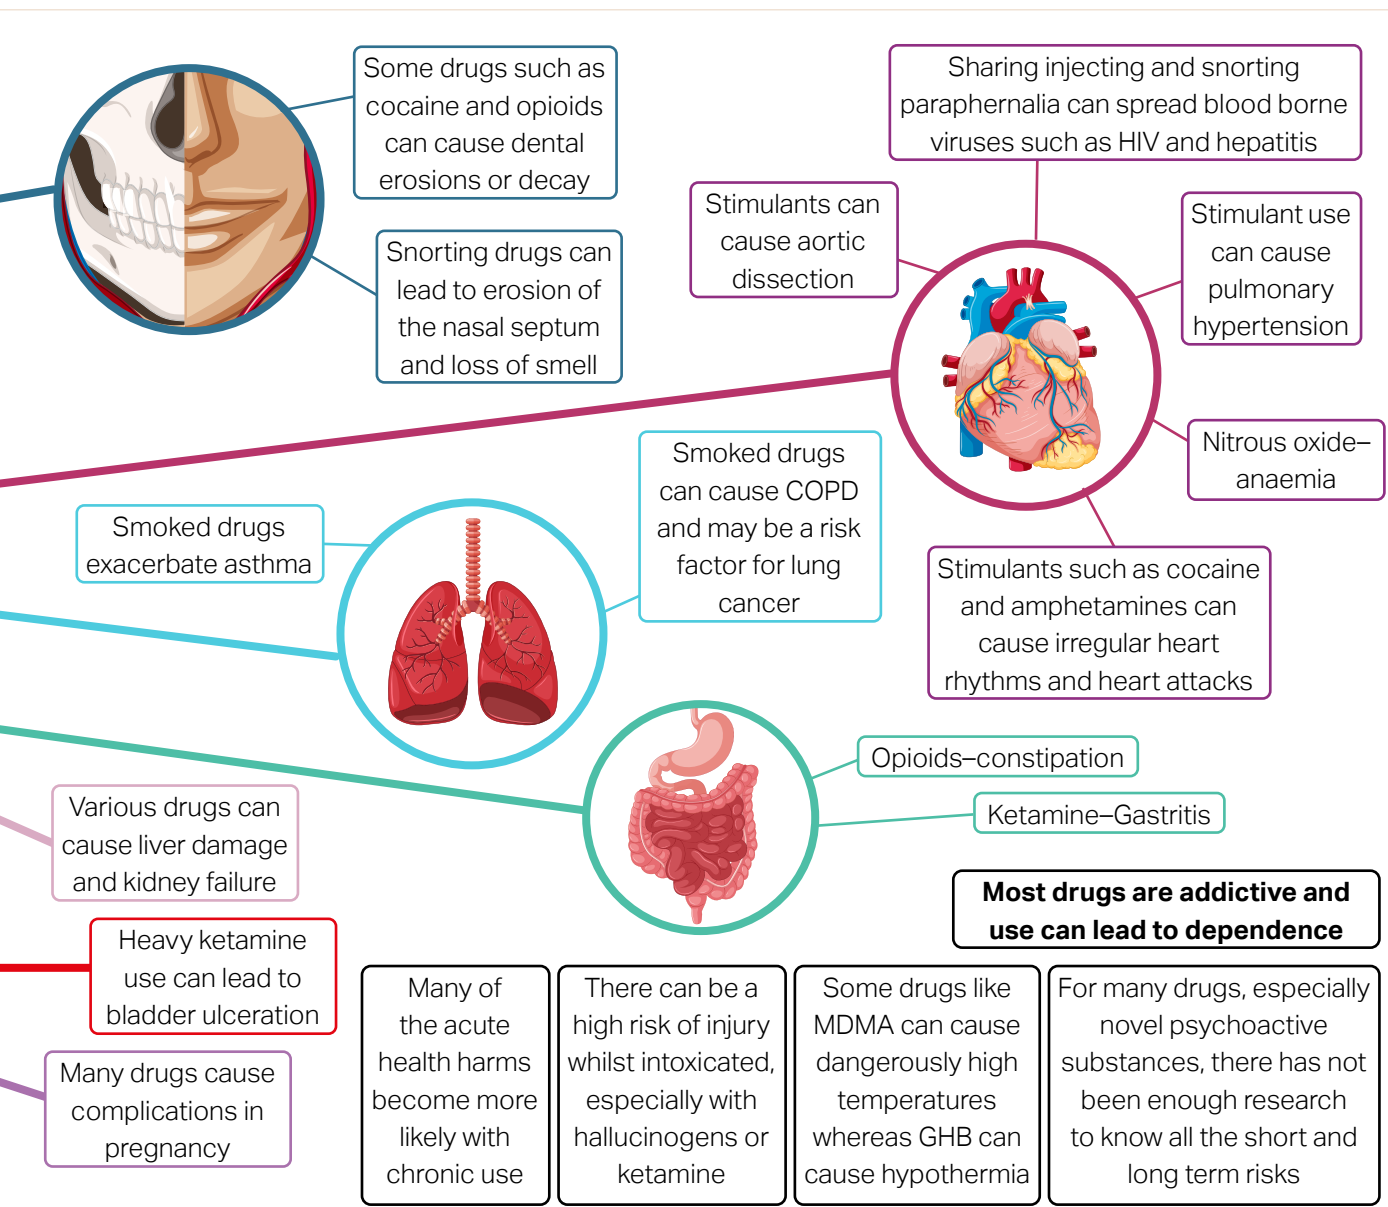 Some drugs such as
cocaine and opioids
can cause dental
erosions or decay
Snorting drugs can
lead to erosion of
the nasal septum
and loss of smell
Sharing injecting and snorting
paraphernalia can spread blood borne
viruses such as HIV and hepatitis
Stimulants can
cause aortic
dissection
Stimulant use
can cause
pulmonary
hypertension
Nitrous oxide–
anaemia
Stimulants such as cocaine
and amphetamines can
cause irregular heart
rhythms and heart attacks
Smoked drugs
exacerbate asthma
Smoked drugs
can cause COPD
and may be a risk
factor for lung
cancer
Opioids–constipation
Ketamine–Gastritis
Various drugs can
cause liver damage
and kidney failure
Heavy ketamine
use can lead to
bladder ulceration
Many drugs cause
complications in
pregnancy
Most drugs are addictive and
use can lead to dependence
Many of
the acute
health harms
become more
likely with
chronic use
There can be a
high risk of injury
whilst intoxicated,
especially with
hallucinogens or
ketamine
Some drugs like
MDMA can cause
dangerously high
temperatures
whereas GHB can
cause hypothermia
For many drugs, especially
novel psychoactive
substances, there has not
been enough research
to know all the short and
long term risks